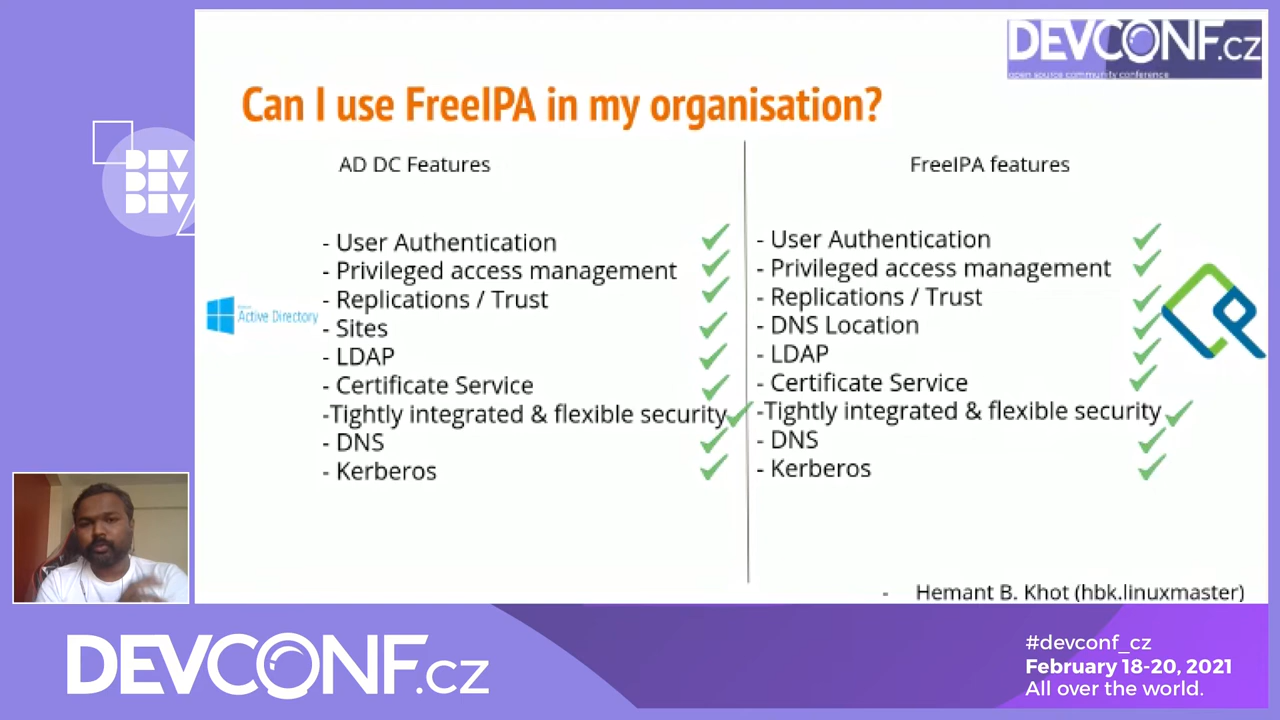 DEVCONF.cz
open source community conference
Can I use FreeIPA in my organisation?
DEV
DEV
DEV
AD DC Features
- User Authentication
- Privileged access management
- Replications / Trust
- Sites
- LDAP
- Certificate Service
-Tightly integrated & flexible security
- DNS
- Kerberos
Active Directory
FreeIPA features
- User Authentication
- Privileged access management
- Replications / Trust
- DNS Location
- LDAP
- Certificate Service
-Tightly integrated & flexible security
- DNS
- Kerberos
- Hemant B. Khot (hbk.linuxmaster)
DEVCONF.cz
#devconf_cz
February 18-20, 2021
All over the world.